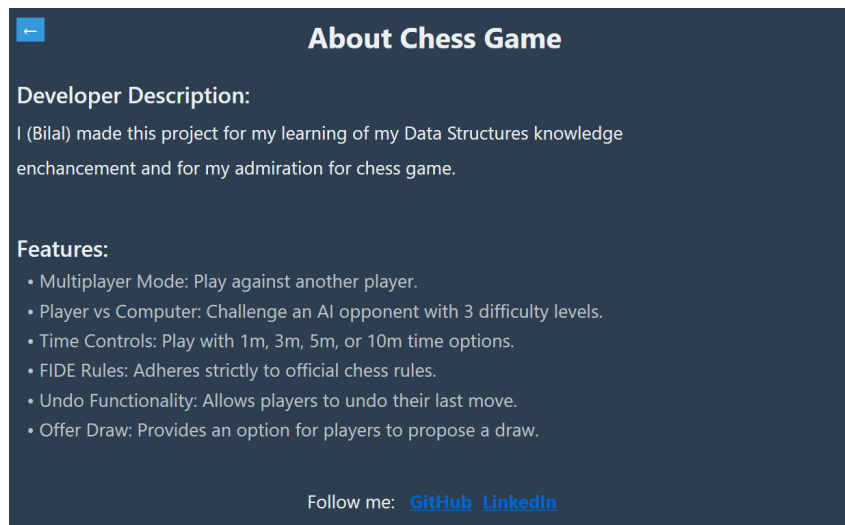 ←
About Chess Game
Developer Description:
I (Bilal) made this project for my learning of my Data Structures knowledge
enchancement and for my admiration for chess game.
Features:
• Multiplayer Mode: Play against another player.
• Player vs Computer: Challenge an AI opponent with 3 difficulty levels.
• Time Controls: Play with 1m, 3m, 5m, or 10m time options.
• FIDE Rules: Adheres strictly to official chess rules.
• Undo Functionality: Allows players to undo their last move.
• Offer Draw: Provides an option for players to propose a draw.
Follow me: GitHub LinkedIn